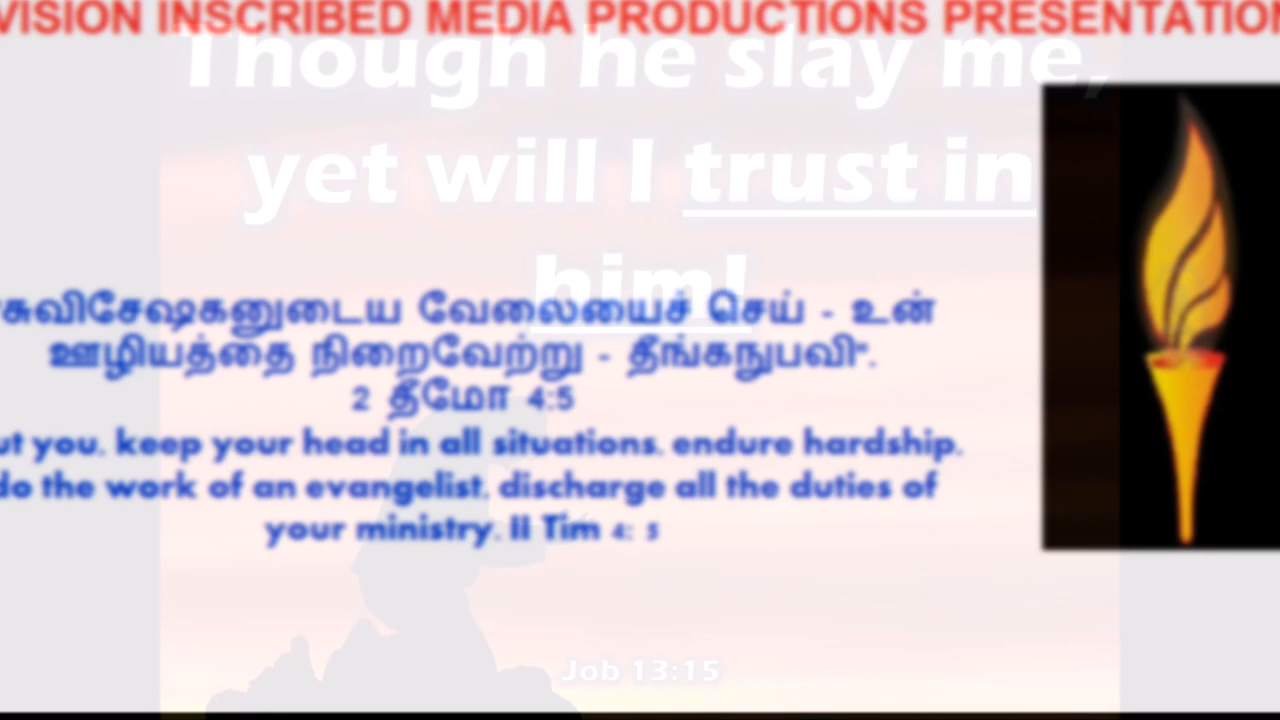 VISION INSCRIBED MEDIA PRODUCTIONS PRESENTATION
Though he slay me,
yet will I trust in
him!
சுவிசேஷகனுடைய வேலையைச் செய் - உன்
ஊழியத்தை நிறைவேற்று - தீங்கநுபவி".
2 தீமோ 4:5
ut you, keep your head in all situations, endure hardship,
do the work of an evangelist, discharge all the duties of
your ministry. II Tim 4: 5
Job 13:15